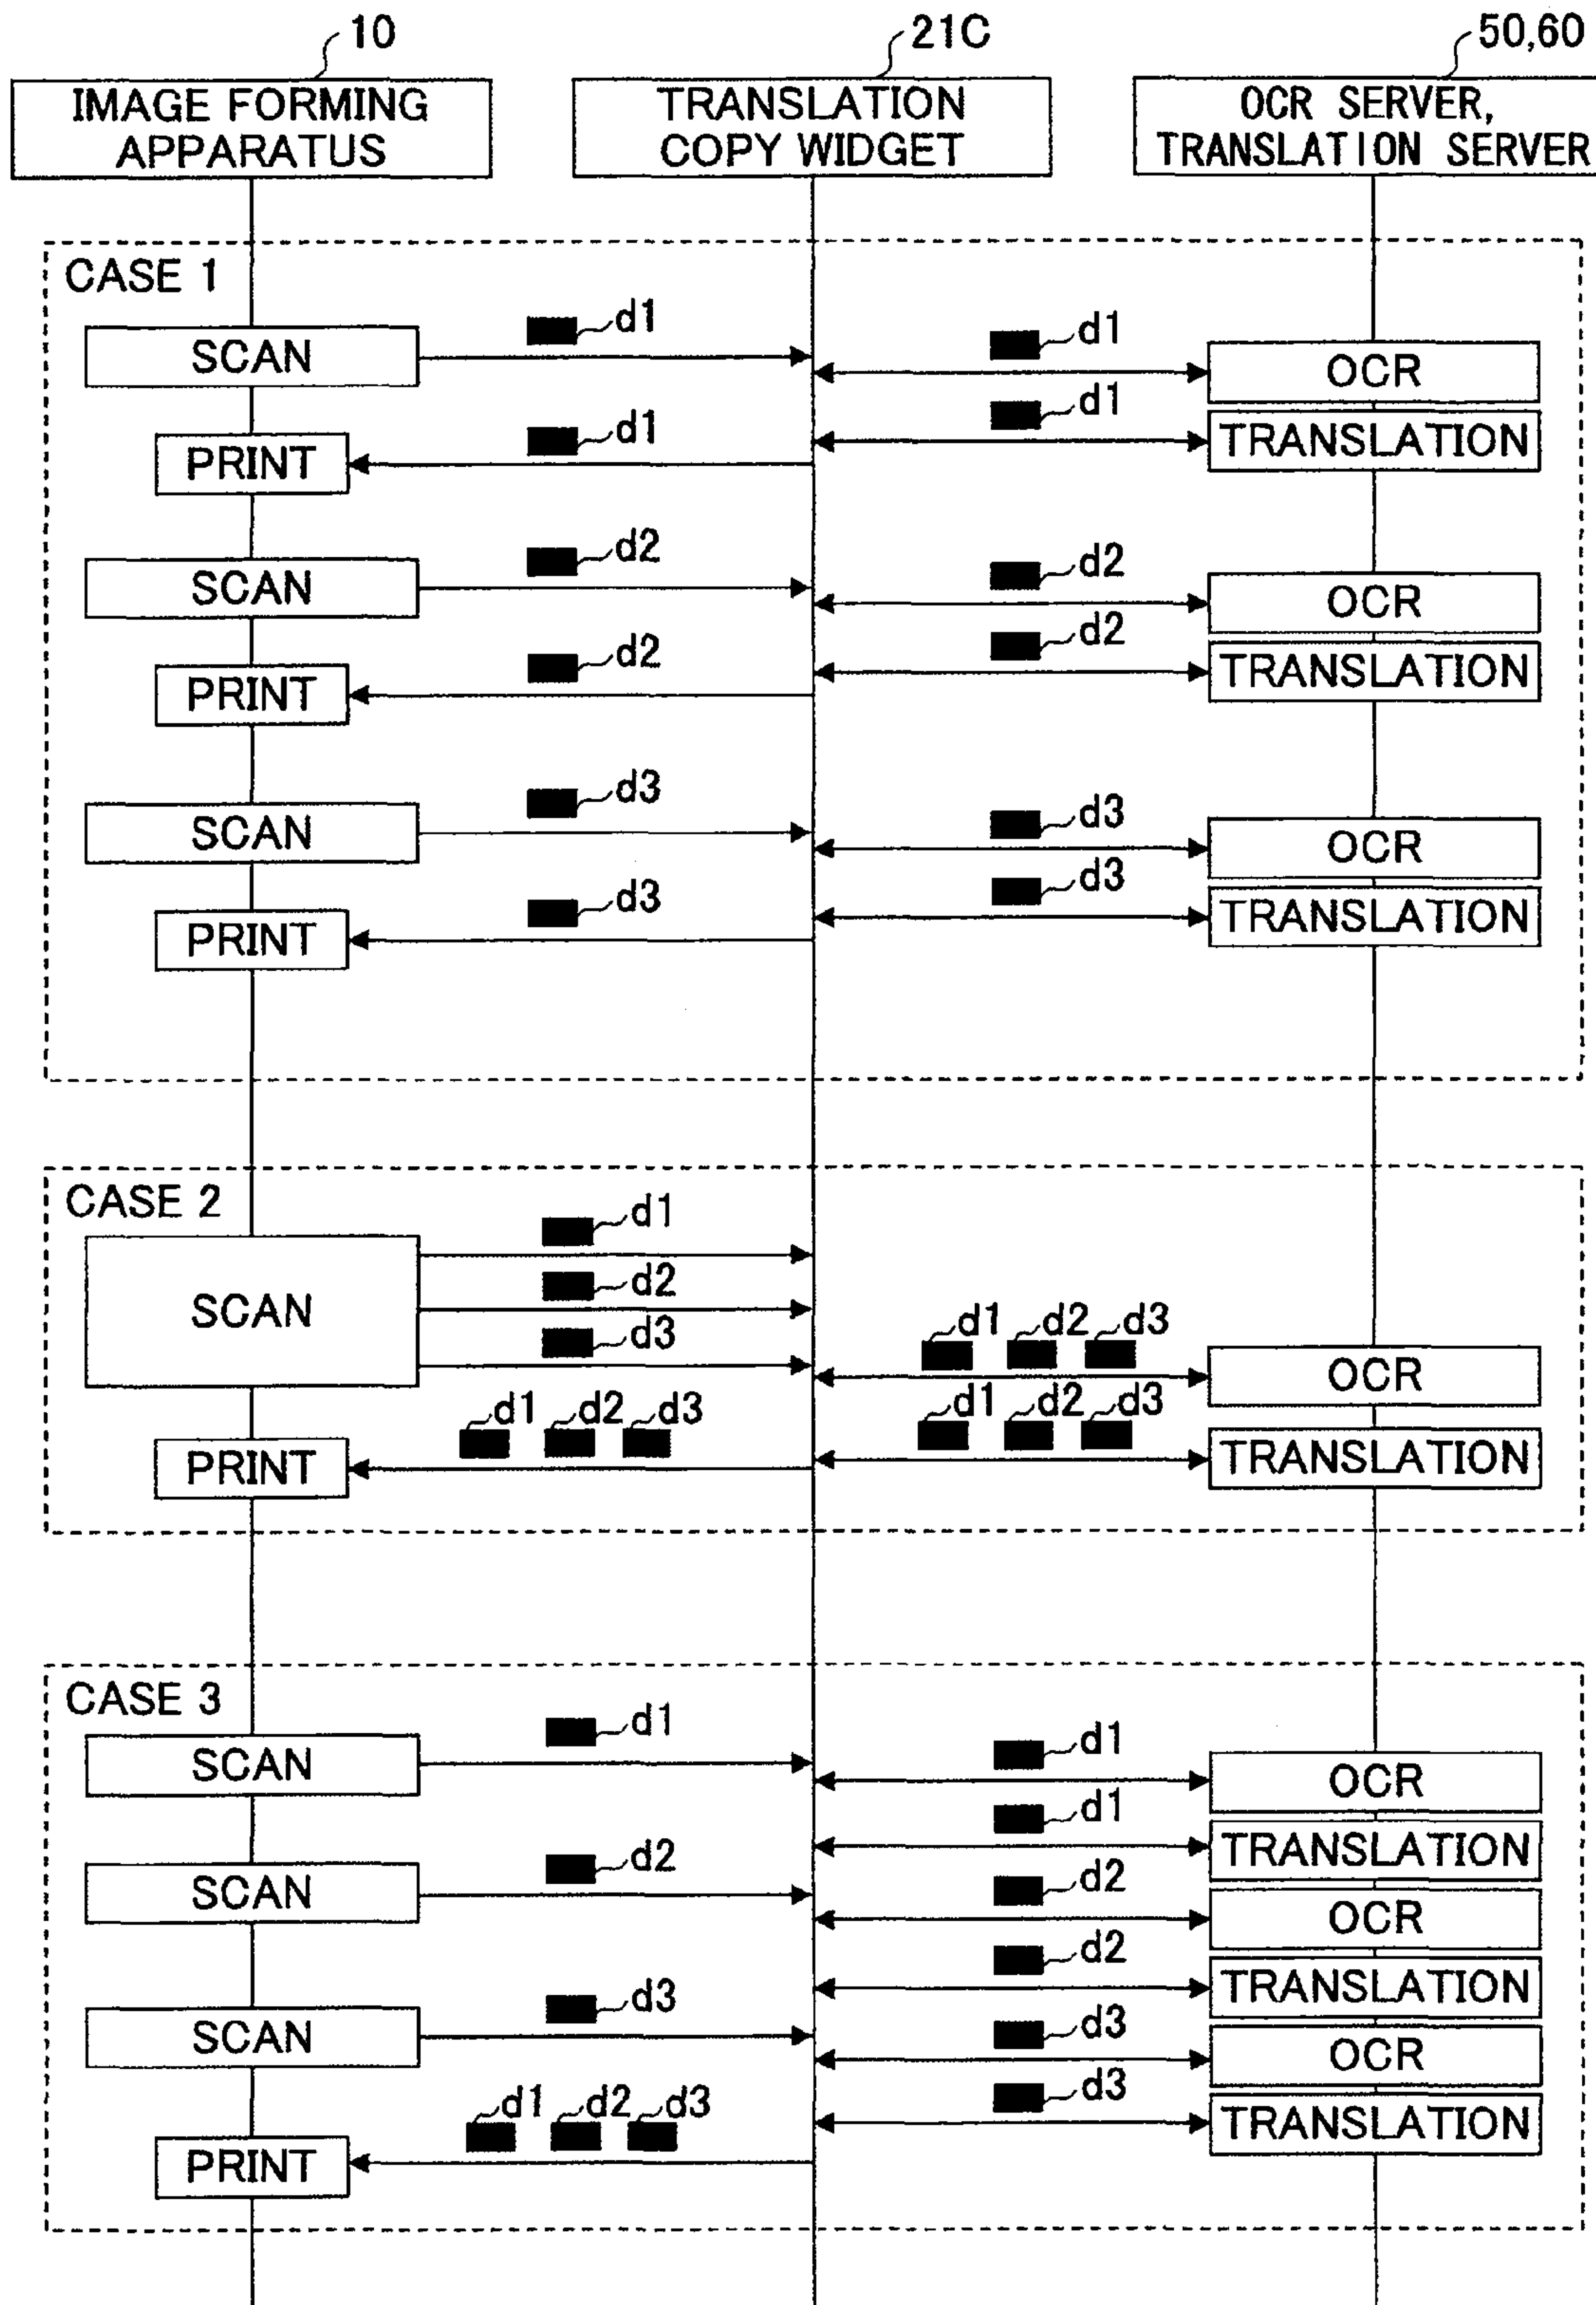 10
21C
50,60
IMAGE FORMING
APPARATUS
TRANSLATION
COPY WIDGET
OCR SERVER,
TRANSLATION SERVER
CASE 1
d1
d1
SCAN
OCR
d1
d1
PRINT
TRANSLATION
d2
d2
SCAN
OCR
d2
d2
PRINT
TRANSLATION
d3
d3
SCAN
OCR
d3
d3
PRINT
TRANSLATION
CASE 2
d1
d2
SCAN
d3
d1 d2 d3
OCR
d1 d2 d3
d1 d2 d3
PRINT
TRANSLATION
CASE 3
d1
d1
SCAN
OCR
d1
TRANSLATION
d2
d2
SCAN
OCR
d2
TRANSLATION
d3
d3
SCAN
OCR
d3
d1 d2 d3
TRANSLATION
PRINT